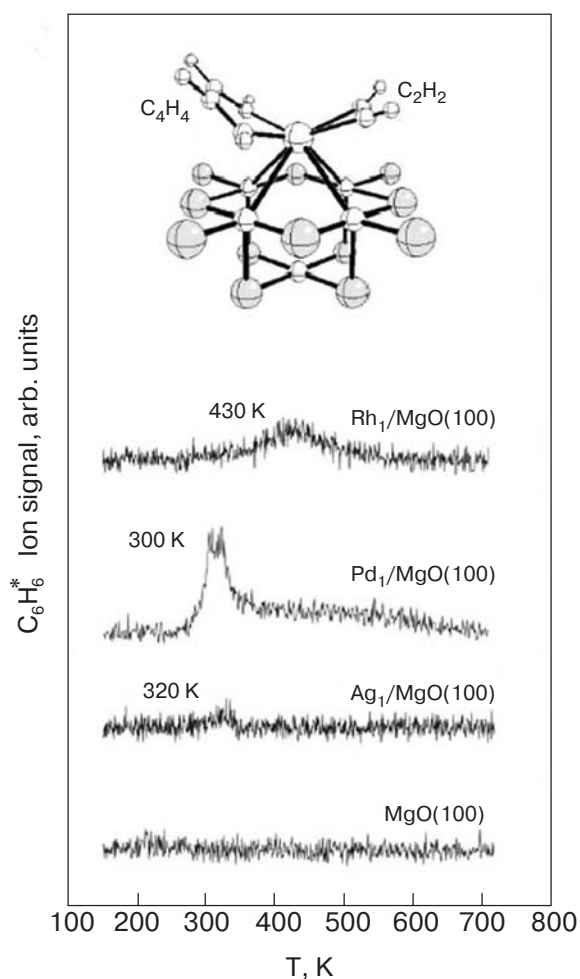 C₄H₄
C₂H₂
C₆H₆* Ion signal, arb. units
430 K
Rh₁/MgO(100)
300 K
Pd₁/MgO(100)
320 K
Ag₁/MgO(100)
MgO(100)
100 200 300 400 500 600 700 800
T, K